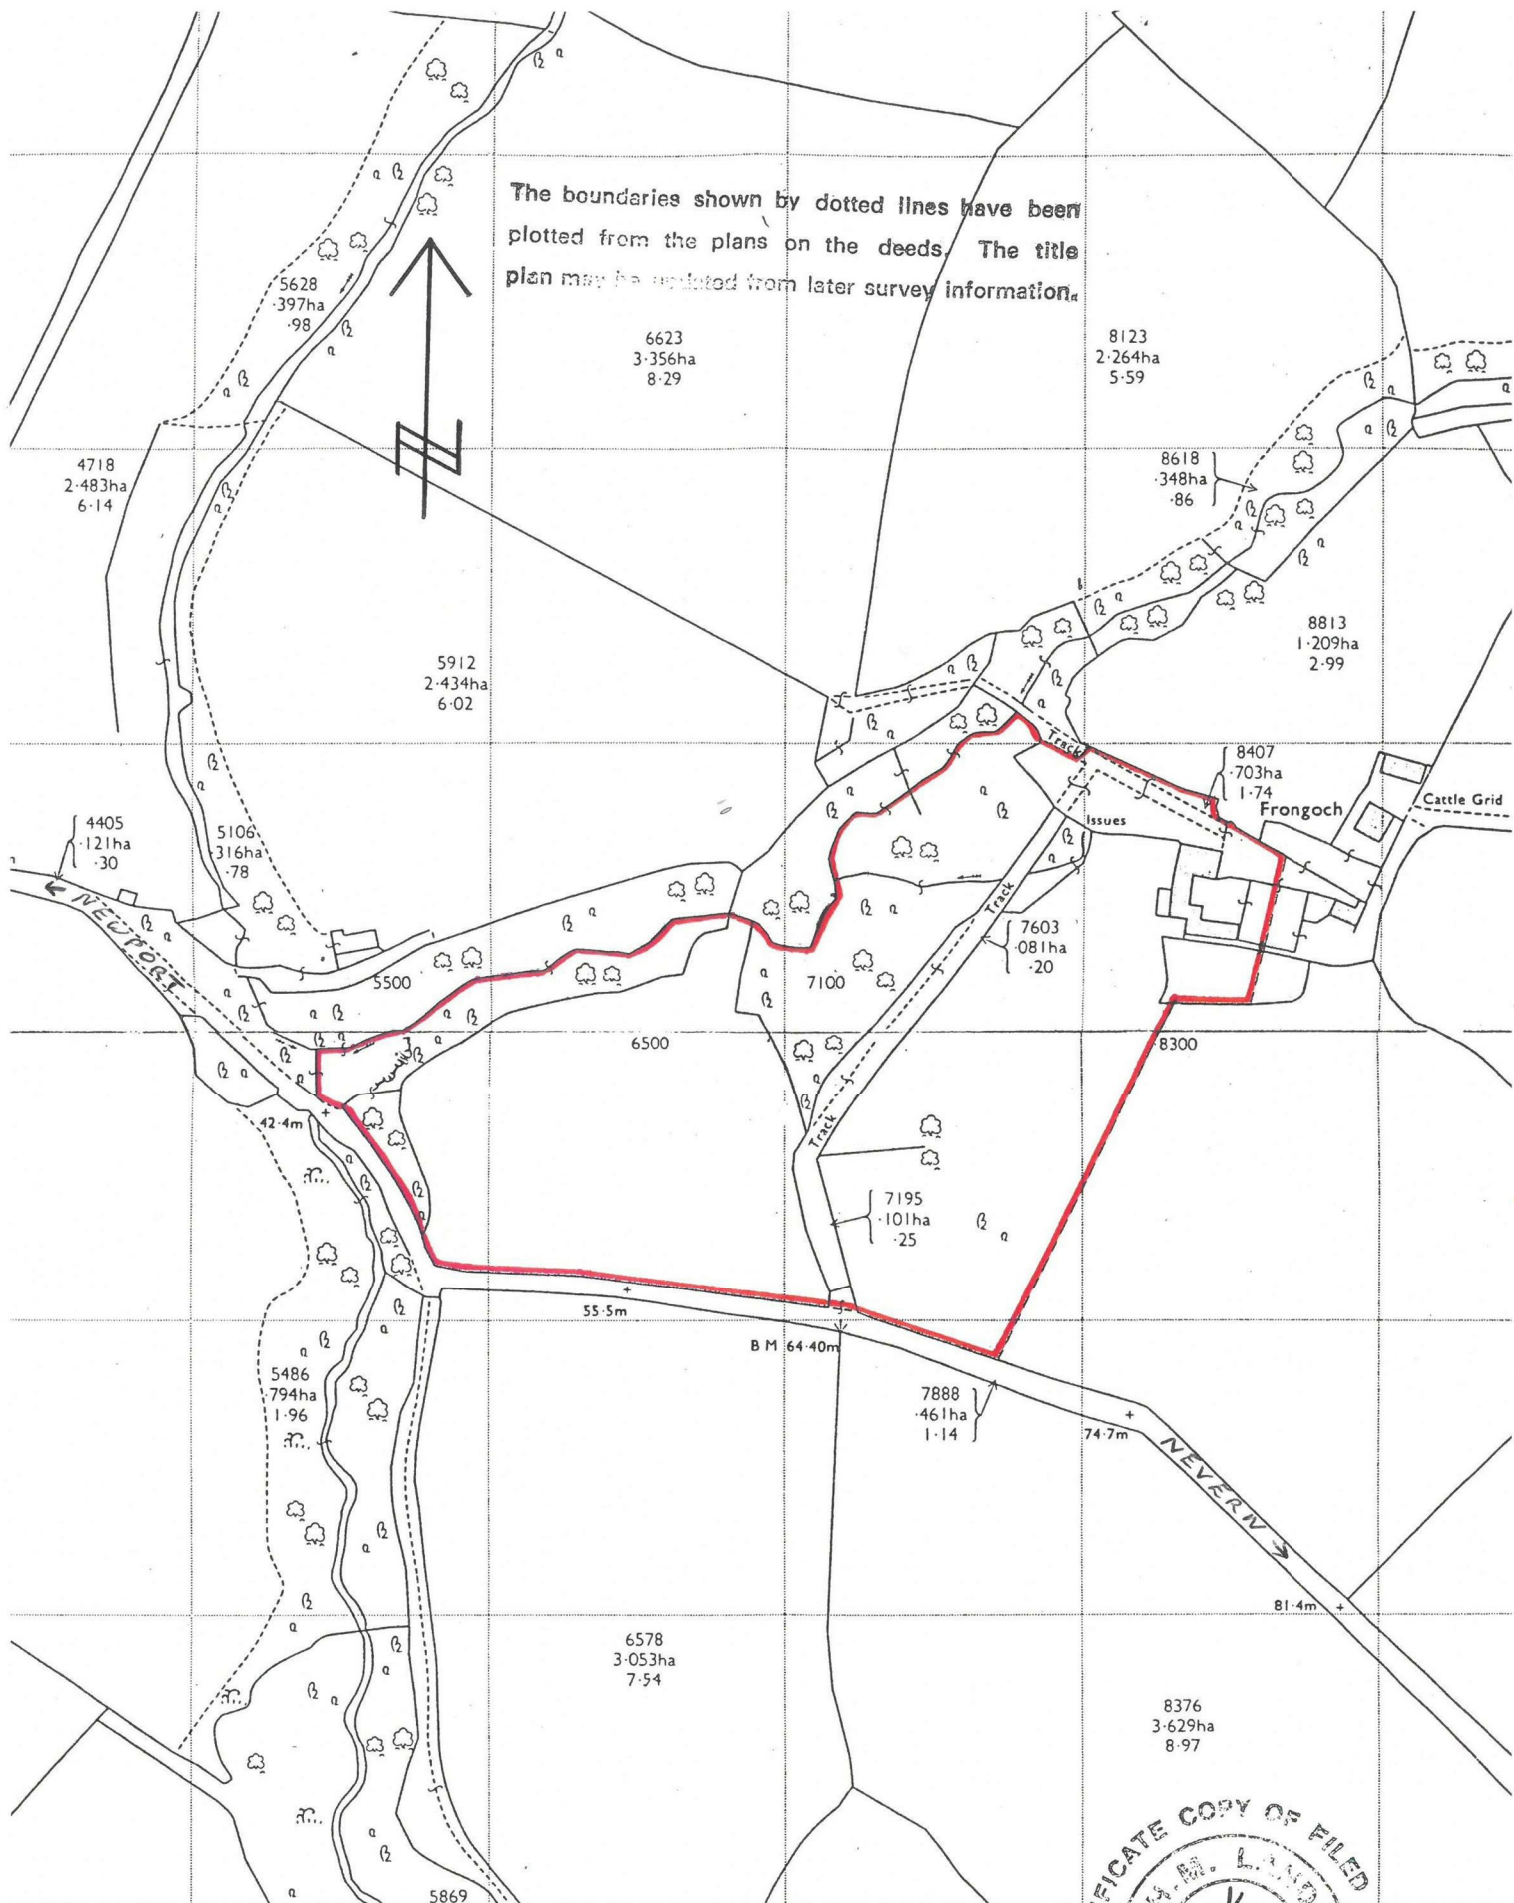 The boundaries shown by dotted lines have been
plotted from the plans on the deeds. The title
plan may be updated from later survey information.
5628
·397ha
·98
6623
3·356ha
8·29
8123
2·264ha
5·59
4718
2·483ha
6·14
8618
·348ha
·86
8813
1·209ha
2·99
5912
2·434ha
6·02
Track
8407
·703ha
1·74
Frongoch
Cattle Grid
4405
·121ha
·30
5106
·316ha
·78
Issues
← NEWPORT
Track
7603
·081ha
·20
5500
7100
6500
8300
42·4m
Track
7195
·101ha
·25
55·5m
B M 64·40m
5486
·794ha
1·96
7888
·461ha
1·14
74·7m
NEVERN →
81·4m
6578
3·053ha
7·54
8376
3·629ha
8·97
5869
FICATE COPY OF FILED
H.M. LAND